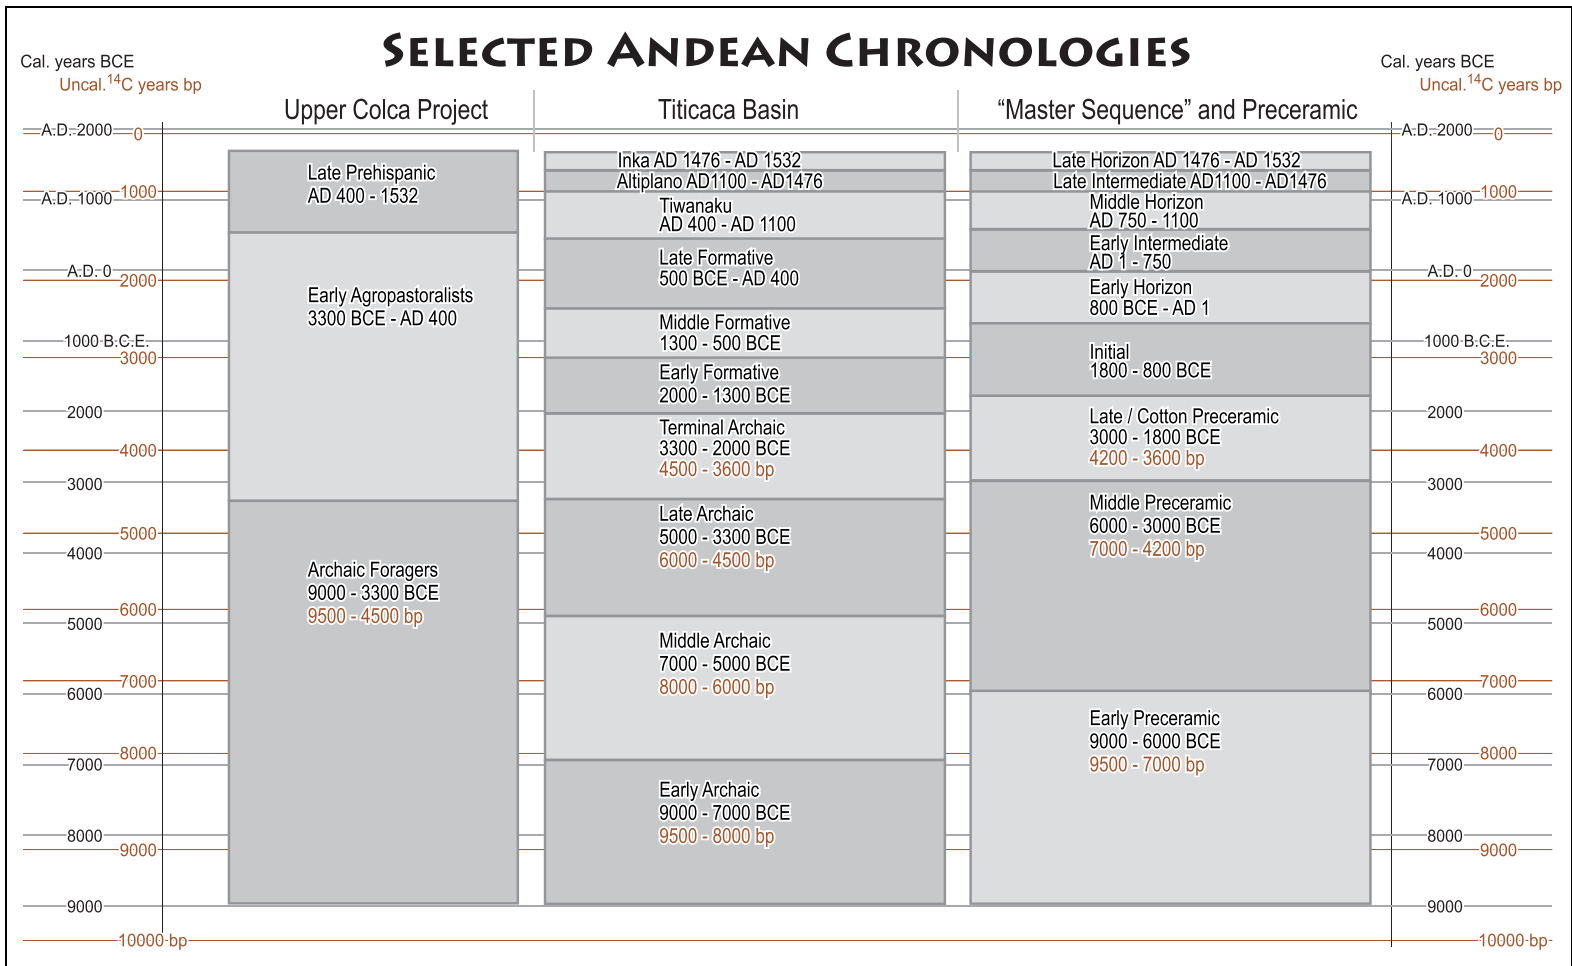 SELECTED ANDEAN CHRONOLOGIES
Cal. years BCE
Uncal.14C years bp
Cal. years BCE
Uncal.14C years bp
Upper Colca Project
Titicaca Basin
“Master Sequence” and Preceramic
A.D. 2000
0
1000
A.D. 1000
A.D. 0
2000
1000 B.C.E.
3000
2000
4000
3000
5000
4000
6000
5000
7000
6000
8000
7000
8000
9000
9000
10000 bp
Late Prehispanic
AD 400 - 1532
Early Agropastoralists
3300 BCE - AD 400
Archaic Foragers
9000 - 3300 BCE
9500 - 4500 bp
Inka AD 1476 - AD 1532
Altiplano AD1100 - AD1476
Tiwanaku
AD 400 - AD 1100
Late Formative
500 BCE - AD 400
Middle Formative
1300 - 500 BCE
Early Formative
2000 - 1300 BCE
Terminal Archaic
3300 - 2000 BCE
4500 - 3600 bp
Late Archaic
5000 - 3300 BCE
6000 - 4500 bp
Middle Archaic
7000 - 5000 BCE
8000 - 6000 bp
Early Archaic
9000 - 7000 BCE
9500 - 8000 bp
Late Horizon AD 1476 - AD 1532
Late Intermediate AD1100 - AD1476
Middle Horizon
AD 750 - 1100
Early Intermediate
AD 1 - 750
Early Horizon
800 BCE - AD 1
Initial
1800 - 800 BCE
Late / Cotton Preceramic
3000 - 1800 BCE
4200 - 3600 bp
Middle Preceramic
6000 - 3000 BCE
7000 - 4200 bp
Early Preceramic
9000 - 6000 BCE
9500 - 7000 bp
A.D. 2000
0
1000
A.D. 1000
A.D. 0
2000
1000 B.C.E.
3000
2000
4000
3000
5000
4000
6000
5000
7000
6000
8000
7000
8000
9000
9000
10000 bp